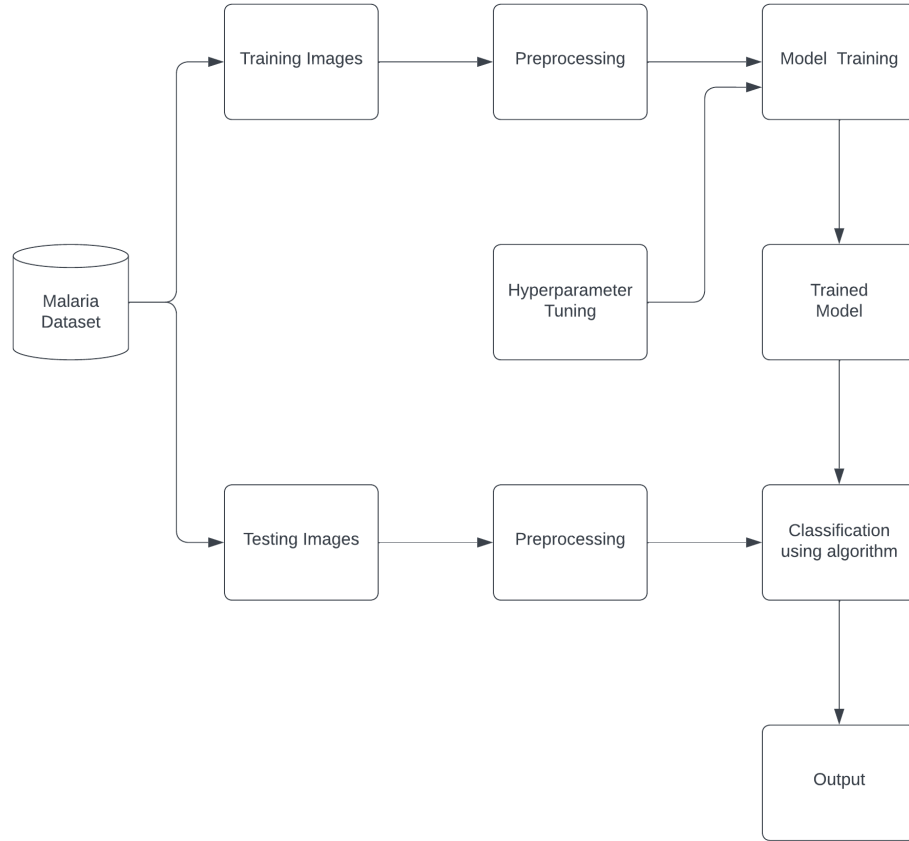 Training Images
Preprocessing
Model  Training
Malaria
Dataset
Hyperparameter
Tuning
Trained
Model
Testing Images
Preprocessing
Classification
using algorithm
Output